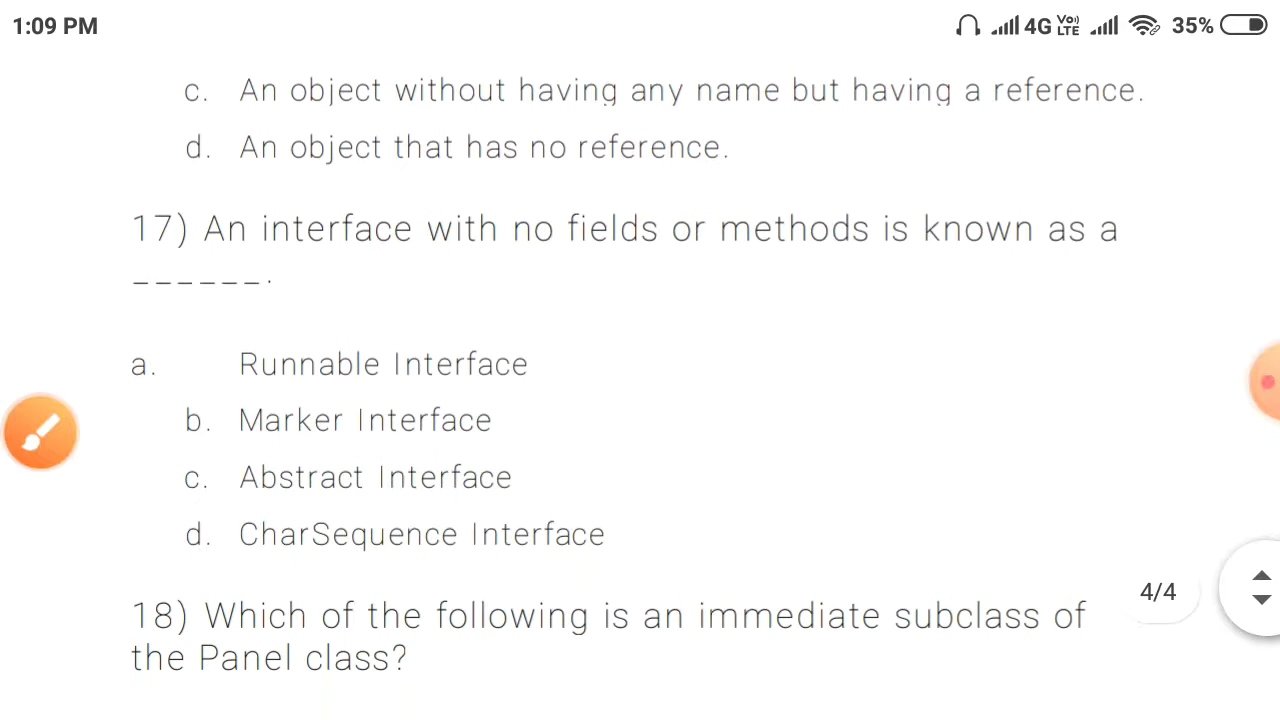 1:09 PM 4G VoLTE 35%
c. An object without having any name but having a reference.
d. An object that has no reference.
17) An interface with no fields or methods is known as a
______.
a. Runnable Interface
b. Marker Interface
c. Abstract Interface
d. CharSequence Interface
4/4
18) Which of the following is an immediate subclass of
the Panel class?